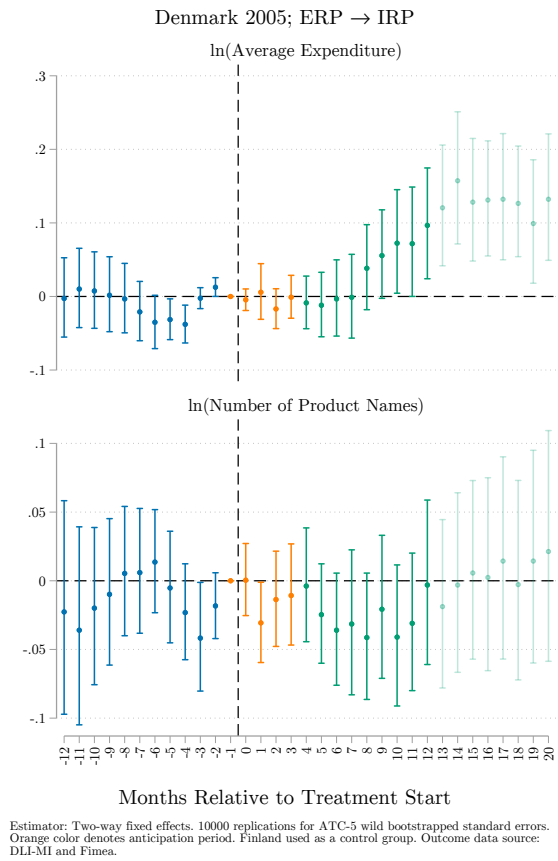 Denmark 2005; ERP → IRP
ln(Average Expenditure)
.3
.2
.1
0
-.1
ln(Number of Product Names)
.1
.05
0
-.05
-.1
-12 -11 -10 -9 -8 -7 -6 -5 -4 -3 -2 -1 0 1 2 3 4 5 6 7 8 9 10 11 12 13 14 15 16 17 18 19 20
Months Relative to Treatment Start
Estimator: Two-way fixed effects. 10000 replications for ATC-5 wild bootstrapped standard errors.
Orange color denotes anticipation period. Finland used as a control group. Outcome data source:
DLI-MI and Fimea.